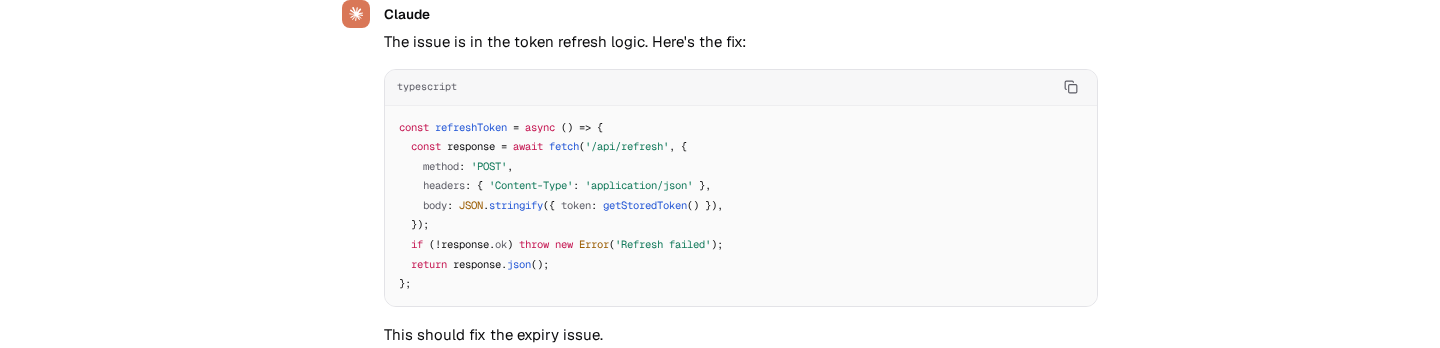 Claude
The issue is in the token refresh logic. Here's the fix:
typescript
const refreshToken = async () => {
  const response = await fetch('/api/refresh', {
    method: 'POST',
    headers: { 'Content-Type': 'application/json' },
    body: JSON.stringify({ token: getStoredToken() }),
  });
  if (!response.ok) throw new Error('Refresh failed');
  return response.json();
};
This should fix the expiry issue.